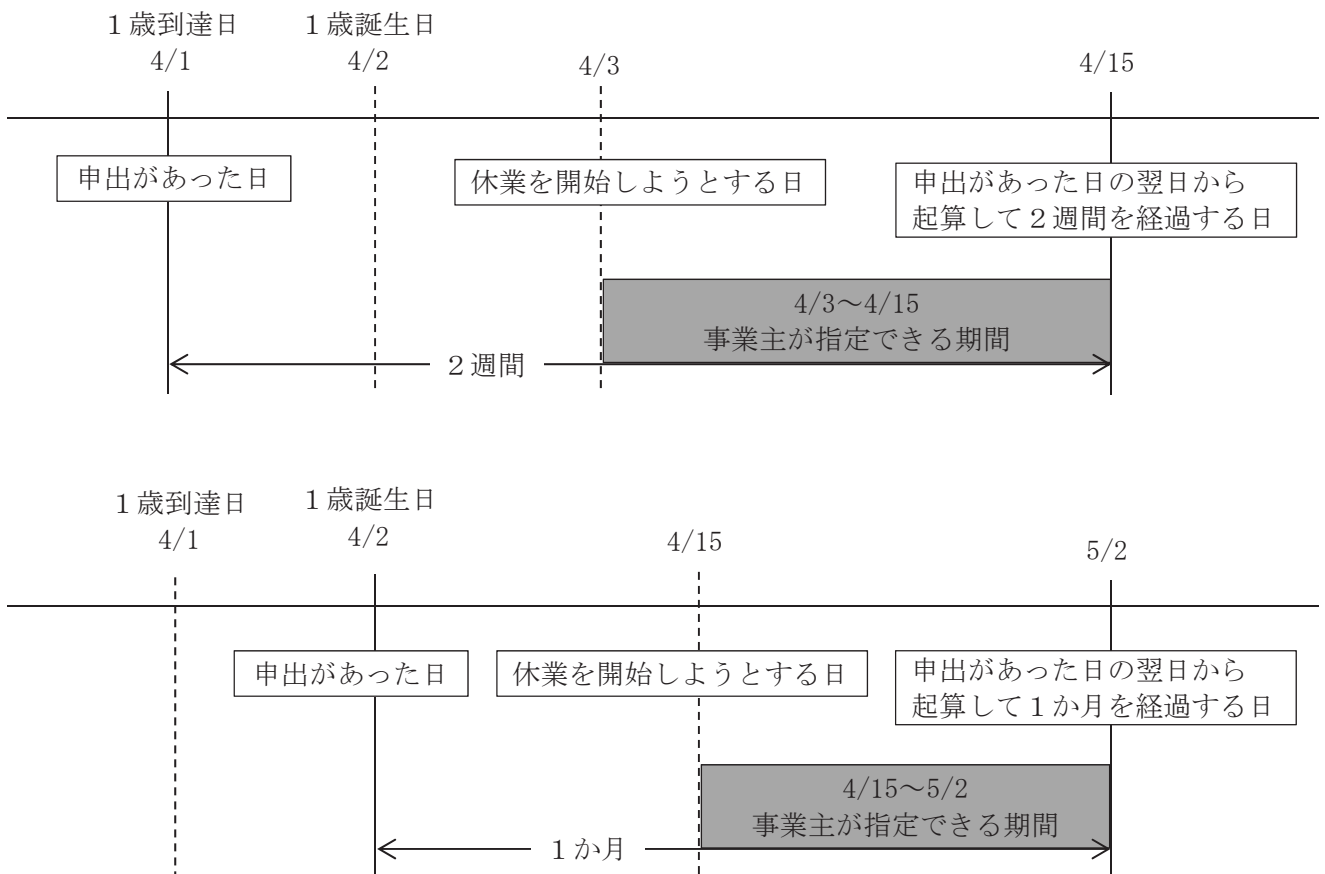 １歳到達日
4/1
１歳誕生日
4/2
4/3
4/15
申出があった日
休業を開始しようとする日
申出があった日の翌日から
起算して２週間を経過する日
4/3～4/15
事業主が指定できる期間
２週間
１歳到達日
4/1
１歳誕生日
4/2
4/15
5/2
申出があった日
休業を開始しようとする日
申出があった日の翌日から
起算して１か月を経過する日
4/15～5/2
事業主が指定できる期間
１か月